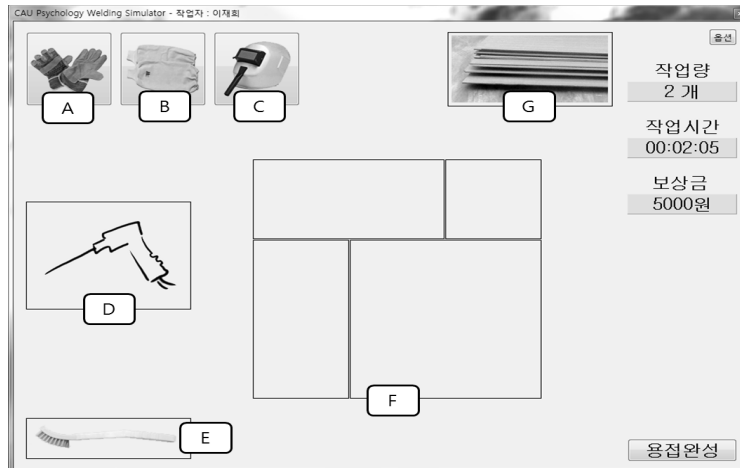 CAU Psychology Welding Simulator - 작업자 : 이재희
옵션
A
B
C
G
작업량
2 개
작업시간
00:02:05
보상금
5000원
D
F
E
용접완성